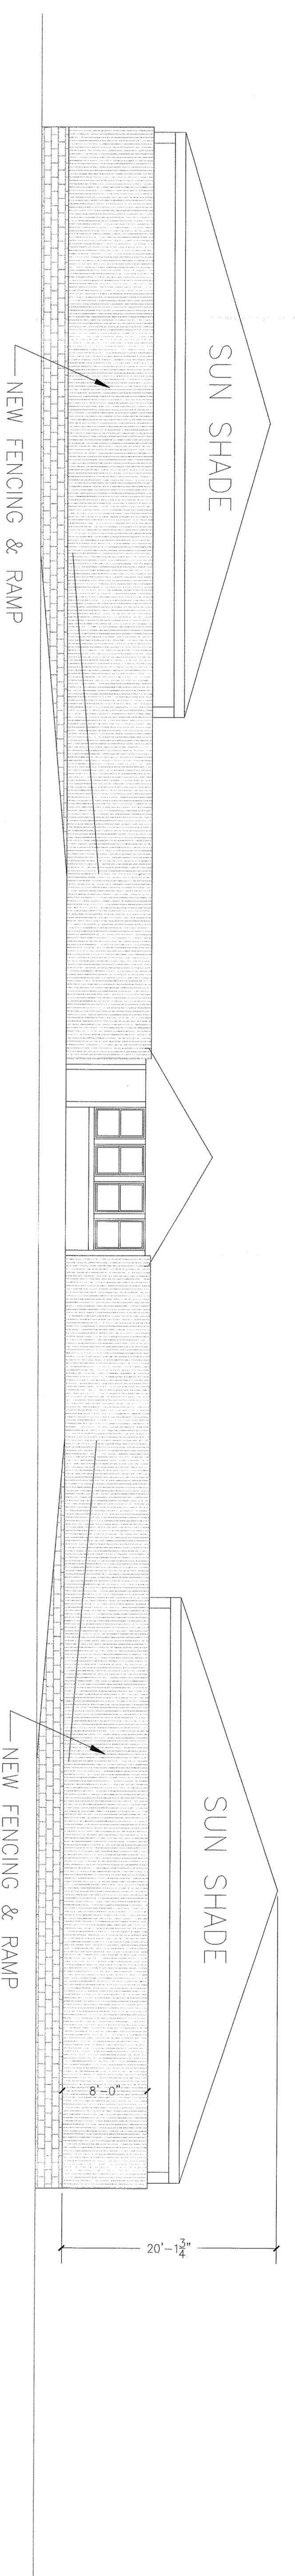 SUN SHADE
NEW FENCING & RAMP
SUN SHADE
NEW FENCING & RAMP
8'-0"
20'-1 3/4"